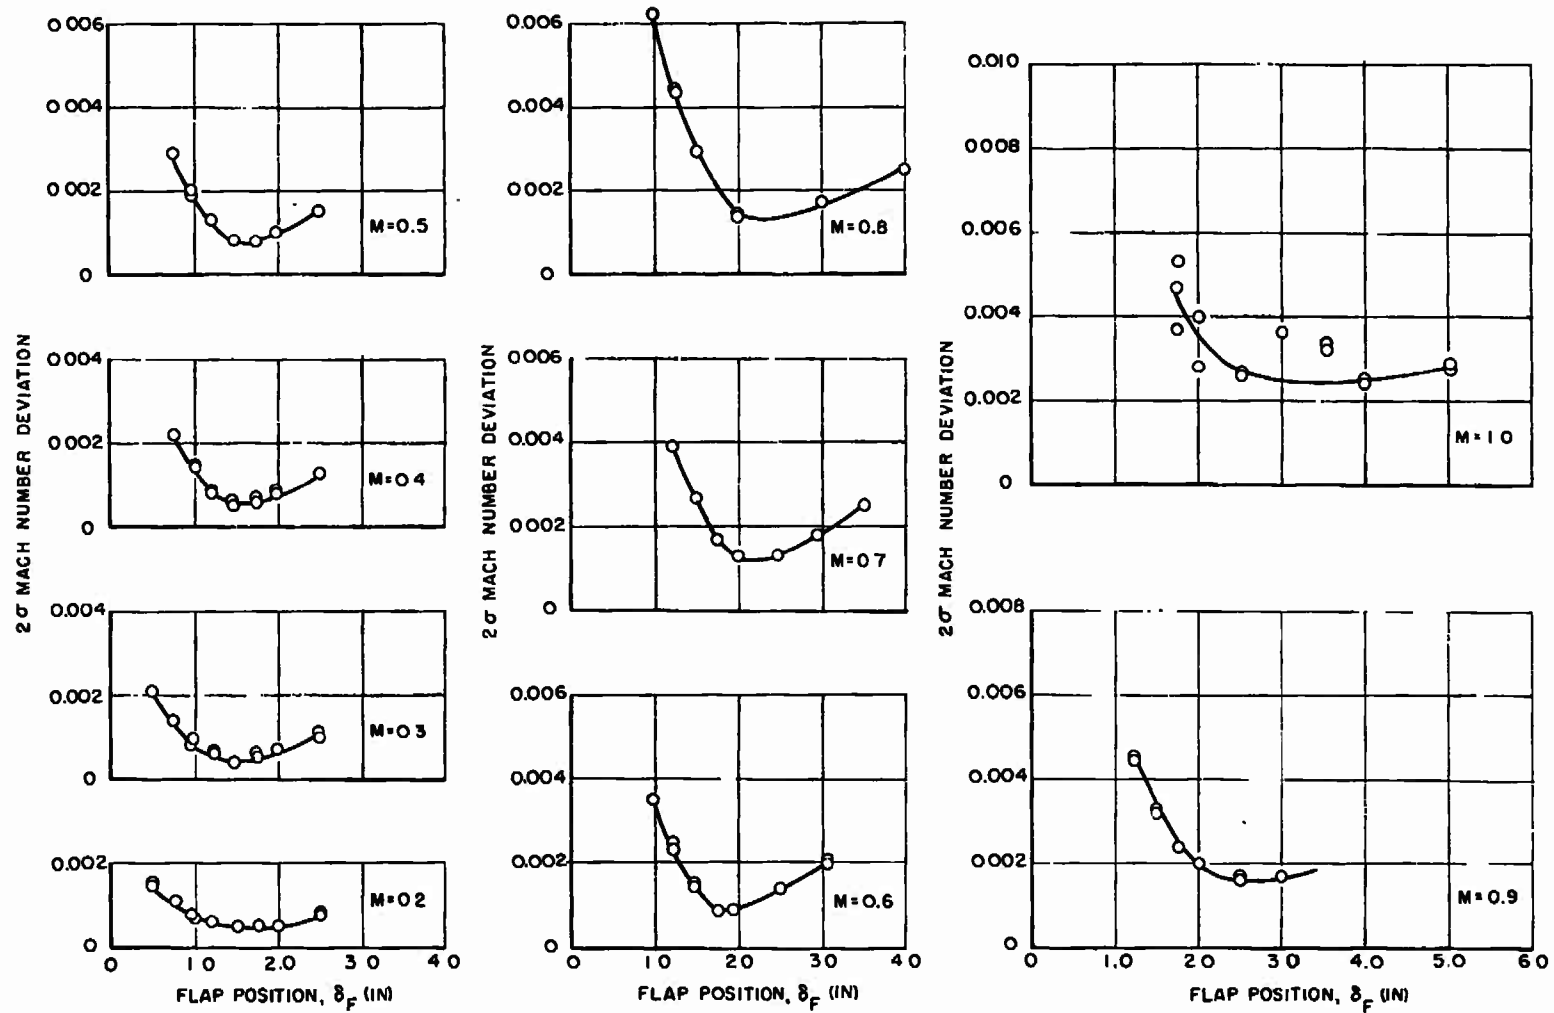 0.006
0.004
0.002
0
M=0.5
0.004
0.002
0
M=0.4
0.004
0.002
0
M=0.3
0.002
0
M=0.2
0 1.0 2.0 3.0 4.0
FLAP POSITION, δF (IN)
2σ MACH NUMBER DEVIATION
0.006
0.004
0.002
0
M=0.8
0.006
0.004
0.002
0
M=0.7
0.006
0.004
0.002
0
M=0.6
0 1.0 2.0 3.0 4.0
FLAP POSITION, δF (IN)
2σ MACH NUMBER DEVIATION
0.010
0.008
0.006
0.004
0.002
0
M=1.0
0.008
0.006
0.004
0.002
0
M=0.9
0 1.0 2.0 3.0 4.0 5.0 6.0
FLAP POSITION, δF (IN)
2σ MACH NUMBER DEVIATION